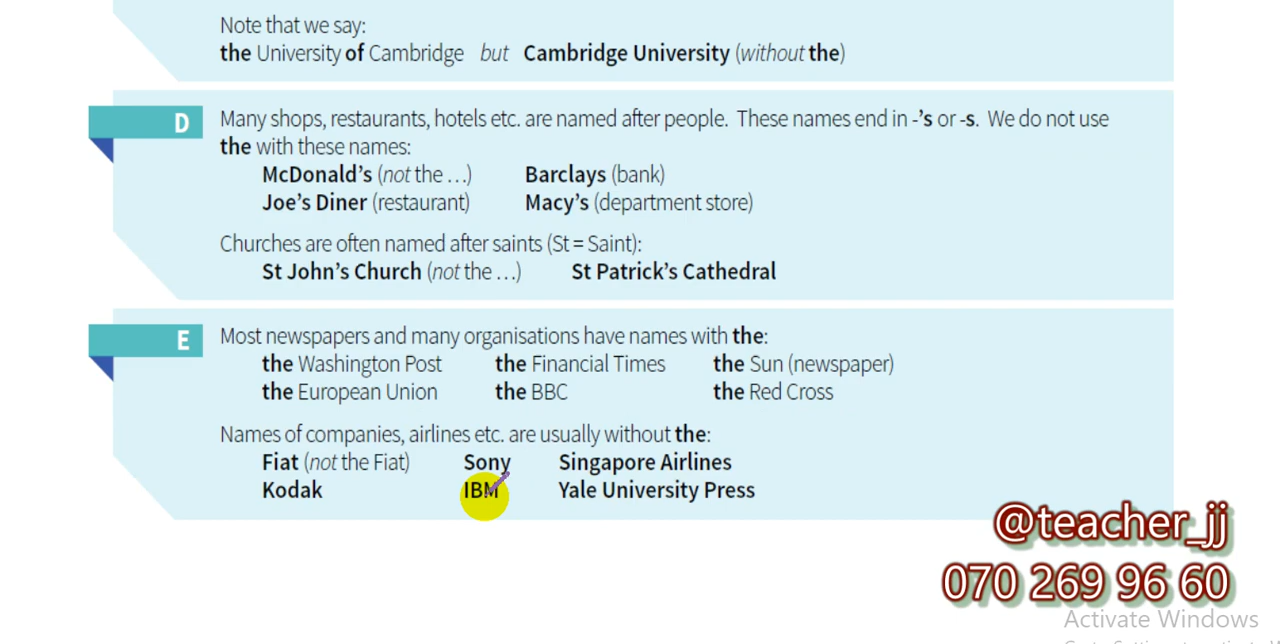 Note that we say:
the University of Cambridge but Cambridge University (without the)
D
Many shops, restaurants, hotels etc. are named after people. These names end in -'s or -s. We do not use
the with these names:
McDonald's (not the …) Barclays (bank)
Joe's Diner (restaurant) Macy's (department store)
Churches are often named after saints (St = Saint):
St John's Church (not the …) St Patrick's Cathedral
E
Most newspapers and many organisations have names with the:
the Washington Post the Financial Times the Sun (newspaper)
the European Union the BBC the Red Cross
Names of companies, airlines etc. are usually without the:
Fiat (not the Fiat) Sony Singapore Airlines
Kodak IBM Yale University Press
@teacher_jj
070 269 96 60
Activate Windows